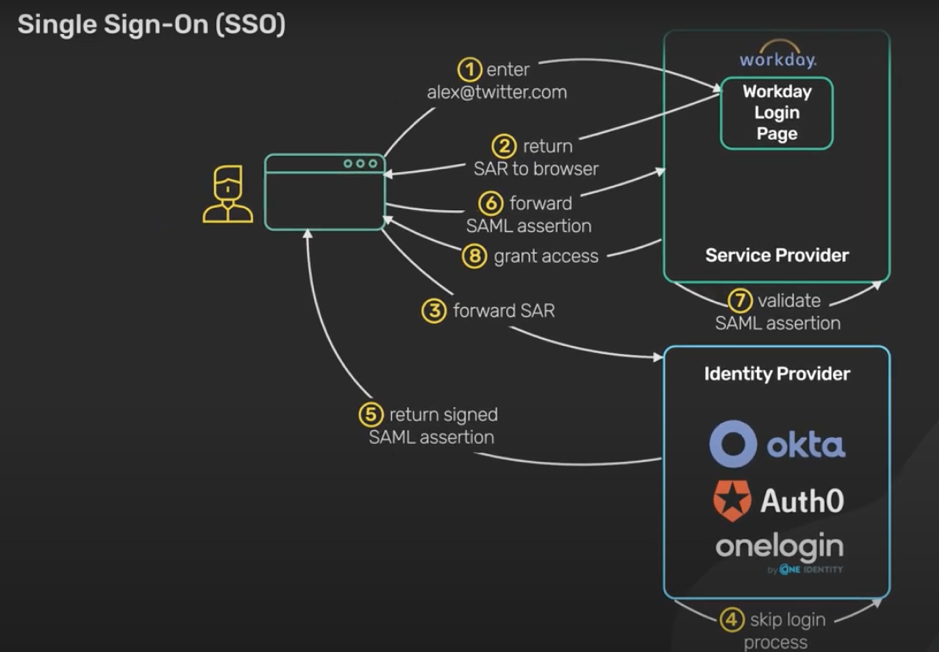 Single Sign-On (SSO)
1 enter
alex@twitter.com
workday.
Workday
Login
Page
2 return
SAR to browser
6 forward
SAML assertion
8 grant access
Service Provider
7 validate
SAML assertion
3 forward SAR
Identity Provider
5 return signed
SAML assertion
okta
Auth0
onelogin
by ONE IDENTITY
4 skip login
process